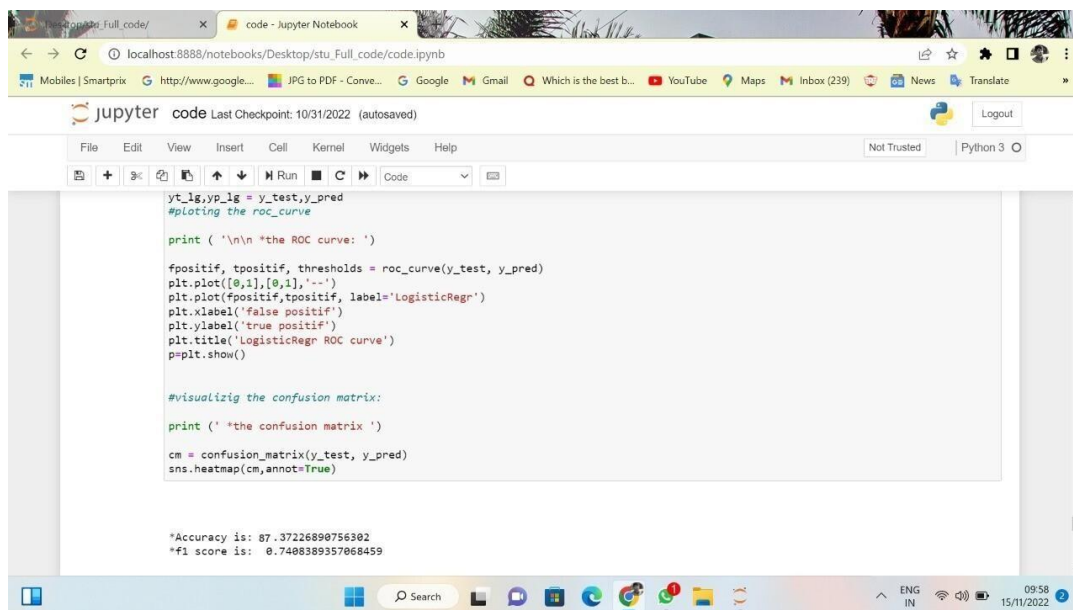 Desktop/stu_Full_code/
code - Jupyter Notebook
localhost:8888/notebooks/Desktop/stu_Full_code/code.ipynb
Mobiles | Smartprix http://www.google.... JPG to PDF - Conve... Google Gmail Which is the best b... YouTube Maps Inbox (239) News Translate »
jupyter code Last Checkpoint: 10/31/2022 (autosaved) Logout
File Edit View Insert Cell Kernel Widgets Help Not Trusted Python 3
Run Code
yt_lg,yp_lg = y_test,y_pred
#ploting the roc_curve
print ( '\n\n *the ROC curve: ')
fpositif, tpositif, thresholds = roc_curve(y_test, y_pred)
plt.plot([0,1],[0,1],'--')
plt.plot(fpositif,tpositif, label='LogisticRegr')
plt.xlabel('false positif')
plt.ylabel('true positif')
plt.title('LogisticRegr ROC curve')
p=plt.show()
#visualizig the confusion matrix:
print (' *the confusion matrix ')
cm = confusion_matrix(y_test, y_pred)
sns.heatmap(cm,annot=True)
*Accuracy is: 87.37226890756302
*f1 score is: 0.7408389357068459
Search
ENG
IN
09:58
15/11/2022
2